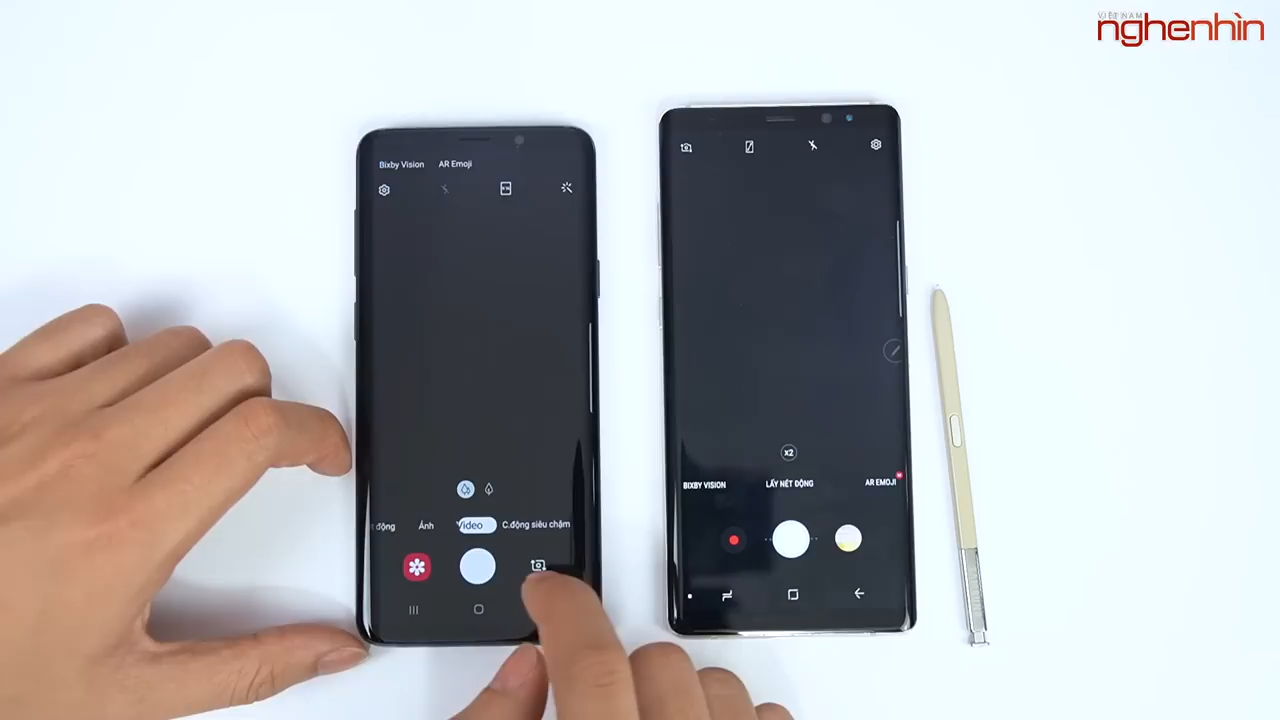 VIỆT NAM
nghenhìn
Bixby Vision AR Emoji
t động Ảnh Video C.động siêu chậm
x2
BIXBY VISION LẤY NÉT ĐỘNG AR EMOJI